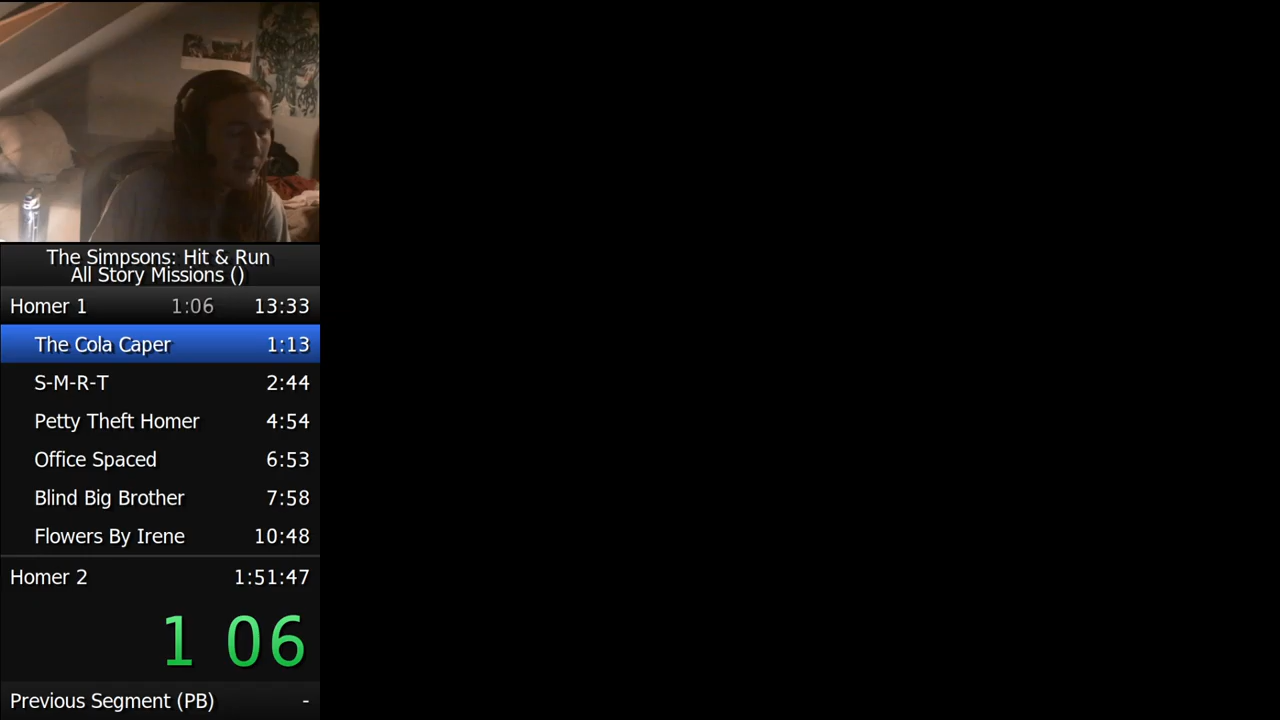 The Simpsons: Hit & Run
All Story Missions ()
Homer 1 1:06 13:33
The Cola Caper 1:13
S-M-R-T 2:44
Petty Theft Homer 4:54
Office Spaced 6:53
Blind Big Brother 7:58
Flowers By Irene 10:48
Homer 2 1:51:47
1 06
Previous Segment (PB) -